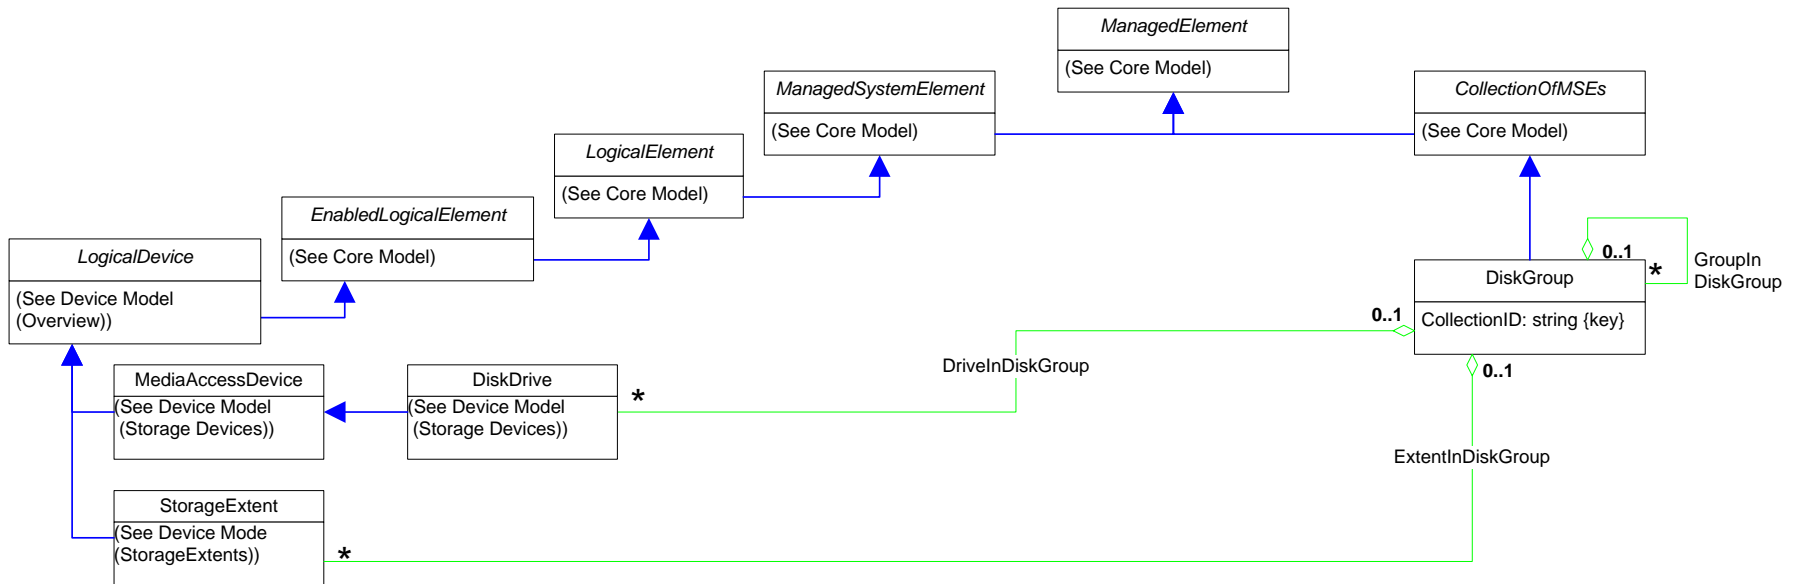 ManagedElement
(See Core Model)
ManagedSystemElement
(See Core Model)
CollectionOfMSEs
(See Core Model)
LogicalElement
(See Core Model)
EnabledLogicalElement
(See Core Model)
LogicalDevice
(See Device Model
(Overview))
0..1
*
GroupIn
DiskGroup
DiskGroup
CollectionID: string {key}
0..1
DriveInDiskGroup
0..1
MediaAccessDevice
(See Device Model
(Storage Devices))
DiskDrive
(See Device Model
(Storage Devices))
*
ExtentInDiskGroup
StorageExtent
(See Device Mode
(StorageExtents))
*